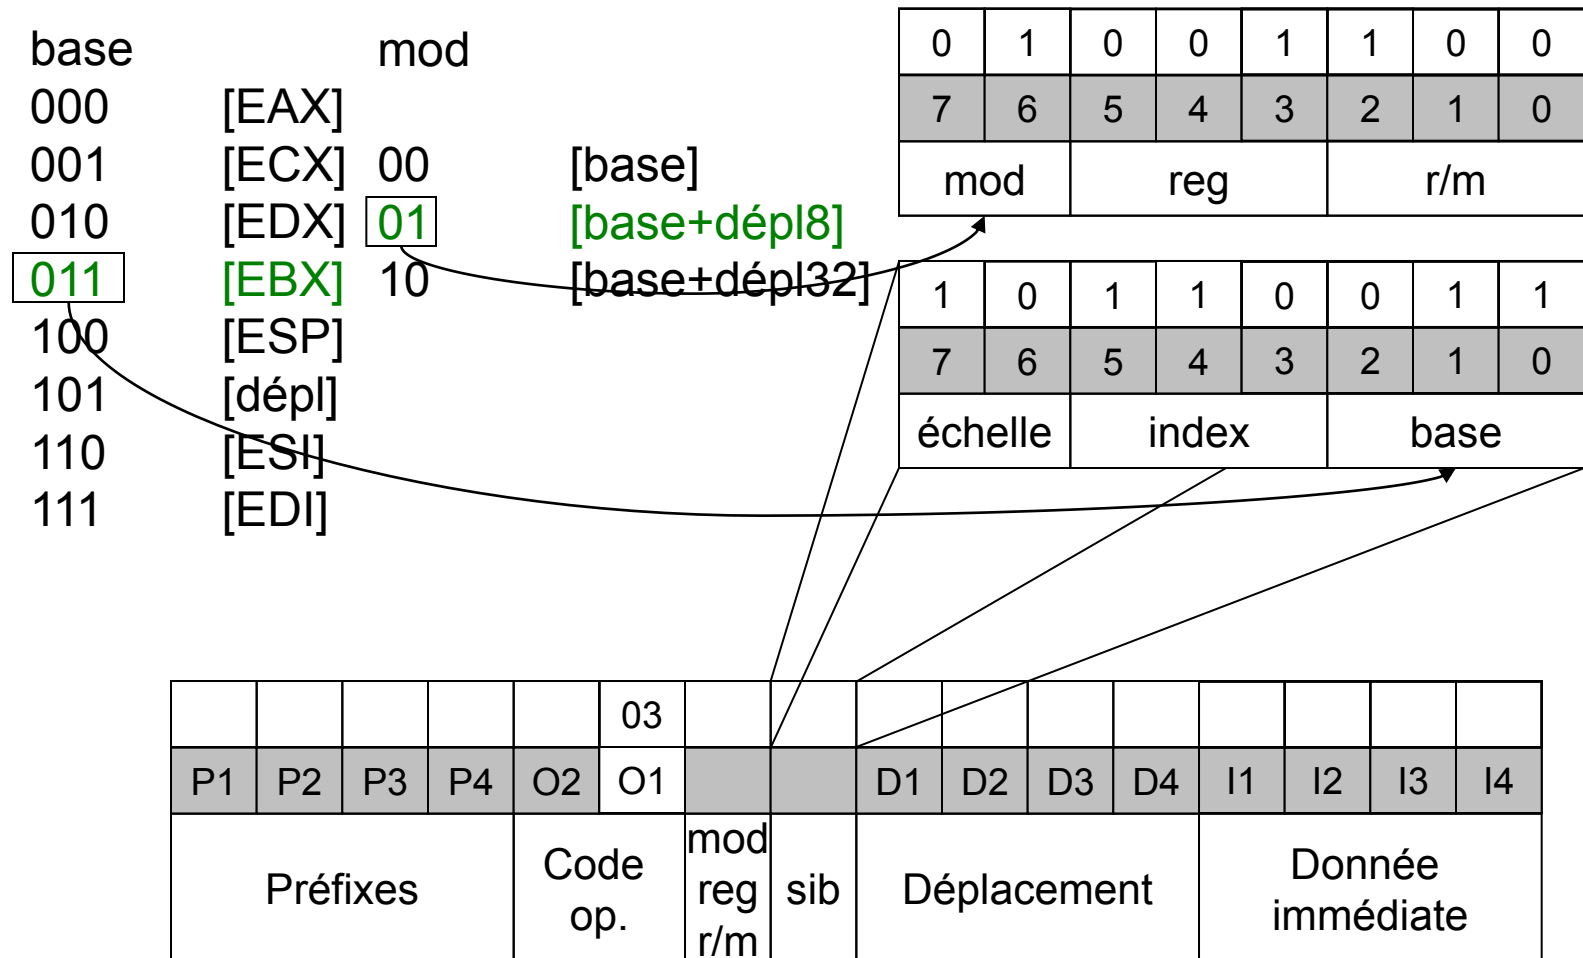 base mod
000 [EAX]
001 [ECX] 00 [base]
010 [EDX] 01 [base+dépl8]
011 [EBX] 10 [base+dépl32]
100 [ESP]
101 [dépl]
110 [ESI]
111 [EDI]
0 1 0 0 1 1 0 0
7 6 5 4 3 2 1 0
mod reg r/m
1 0 1 1 0 0 1 1
7 6 5 4 3 2 1 0
échelle index base
03
P1 P2 P3 P4 O2 O1 D1 D2 D3 D4 I1 I2 I3 I4
Préfixes
Code
op.
mod
reg
r/m
sib
Déplacement
Donnée
immédiate